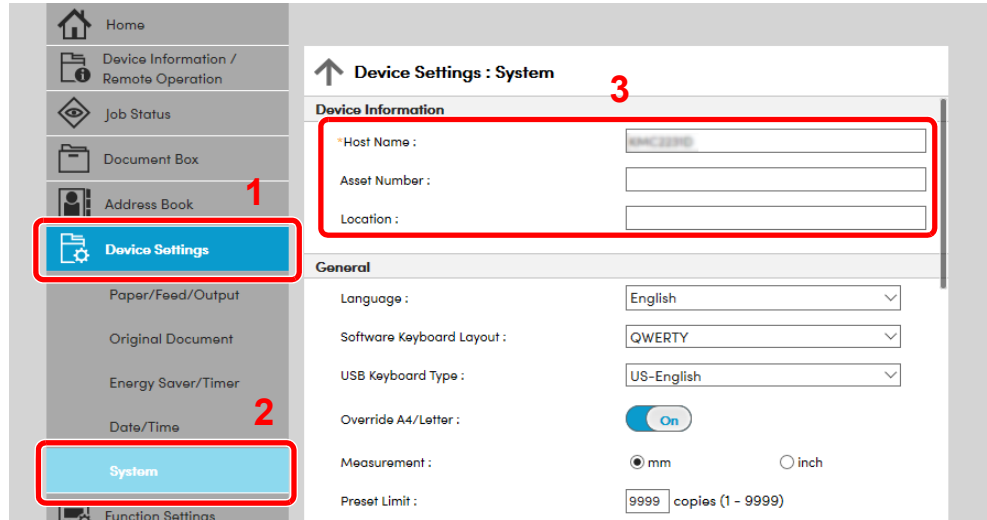 Home
Device Information /
Remote Operation
Job Status
Document Box
Address Book
1
Device Settings
Paper/Feed/Output
Original Document
Energy Saver/Timer
Date/Time
2
System
Function Settings
Device Settings : System
3
Device Information
*Host Name :
Asset Number :
Location :
General
Language : English
Software Keyboard Layout : QWERTY
USB Keyboard Type : US-English
Override A4/Letter : On
Measurement : mm inch
Preset Limit : 9999 copies (1 - 9999)